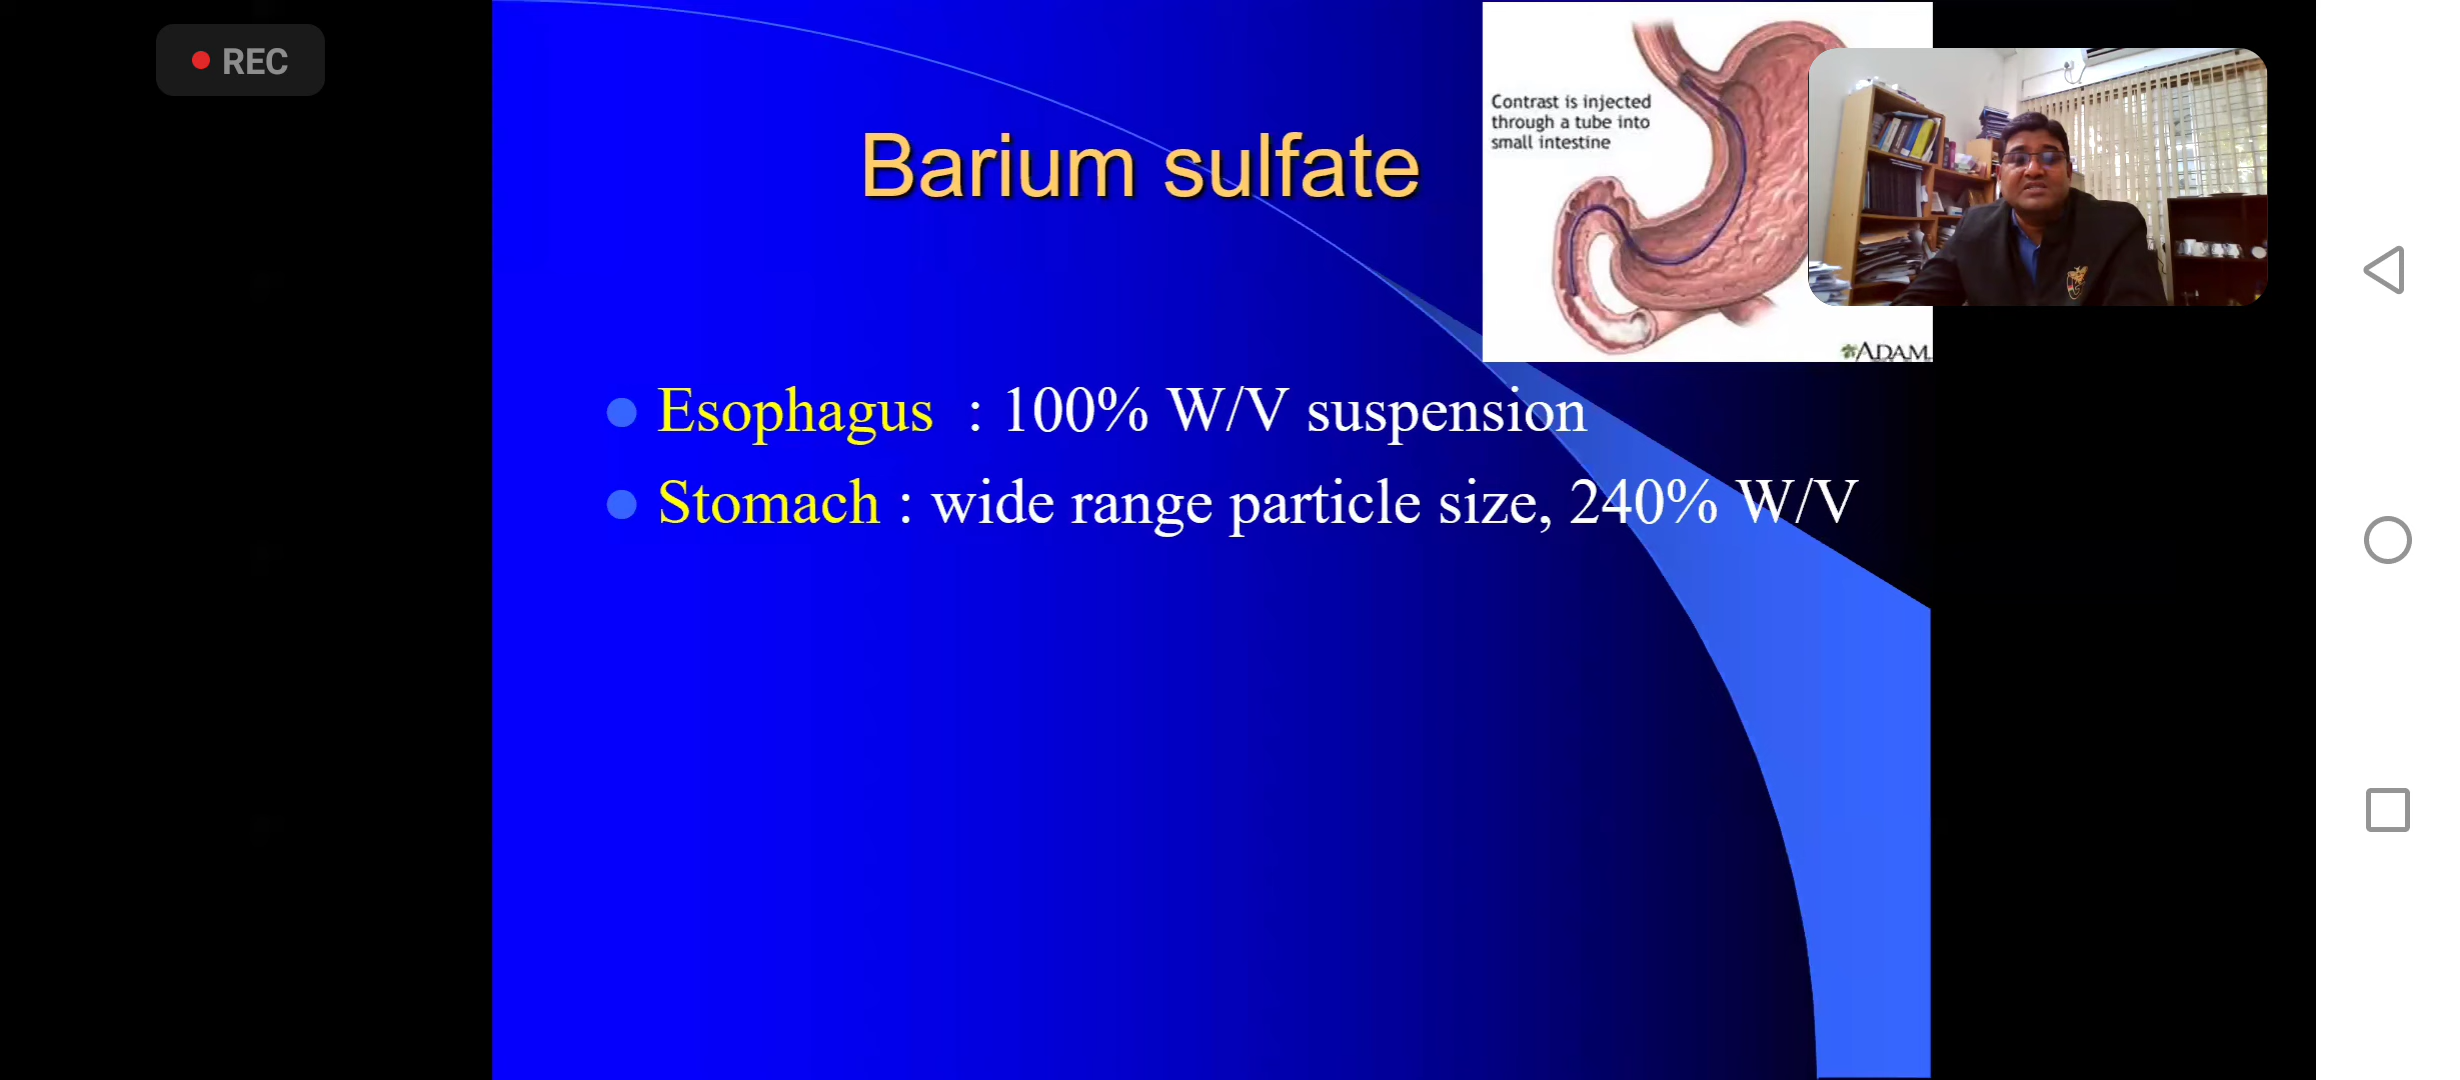 REC
Barium sulfate
Contrast is injected
through a tube into
small intestine
ADAM.
Esophagus : 100% W/V suspension
Stomach : wide range particle size, 240% W/V